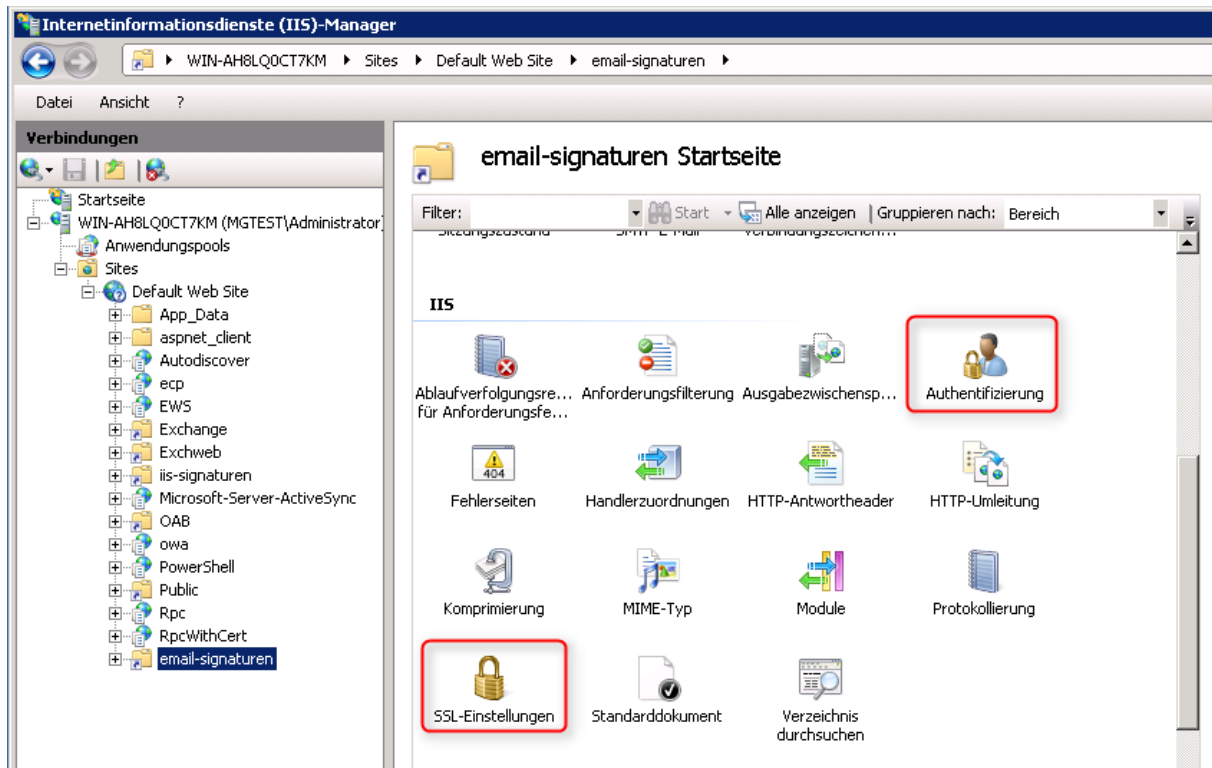 Internetinformationsdienste (IIS)-Manager
WIN-AH8LQ0CT7KM Sites Default Web Site email-signaturen
Datei Ansicht ?
Verbindungen
Startseite
WIN-AH8LQ0CT7KM (MGTEST\Administrator)
Anwendungspools
Sites
Default Web Site
App_Data
aspnet_client
Autodiscover
ecp
EWS
Exchange
Exchweb
iis-signaturen
Microsoft-Server-ActiveSync
OAB
owa
PowerShell
Public
Rpc
RpcWithCert
email-signaturen
email-signaturen Startseite
Filter: Start Alle anzeigen Gruppieren nach: Bereich
Sitzungszustand SMTP-E-Mail Verbindungszeichen...
IIS
Ablaufverfolgungsre... Anforderungsfilterung Ausgabezwischensp... Authentifizierung
für Anforderungsfe...
404
Fehlerseiten Handlerzuordnungen HTTP-Antwortheader HTTP-Umleitung
Komprimierung MIME-Typ Module Protokollierung
SSL-Einstellungen Standarddokument Verzeichnis
durchsuchen